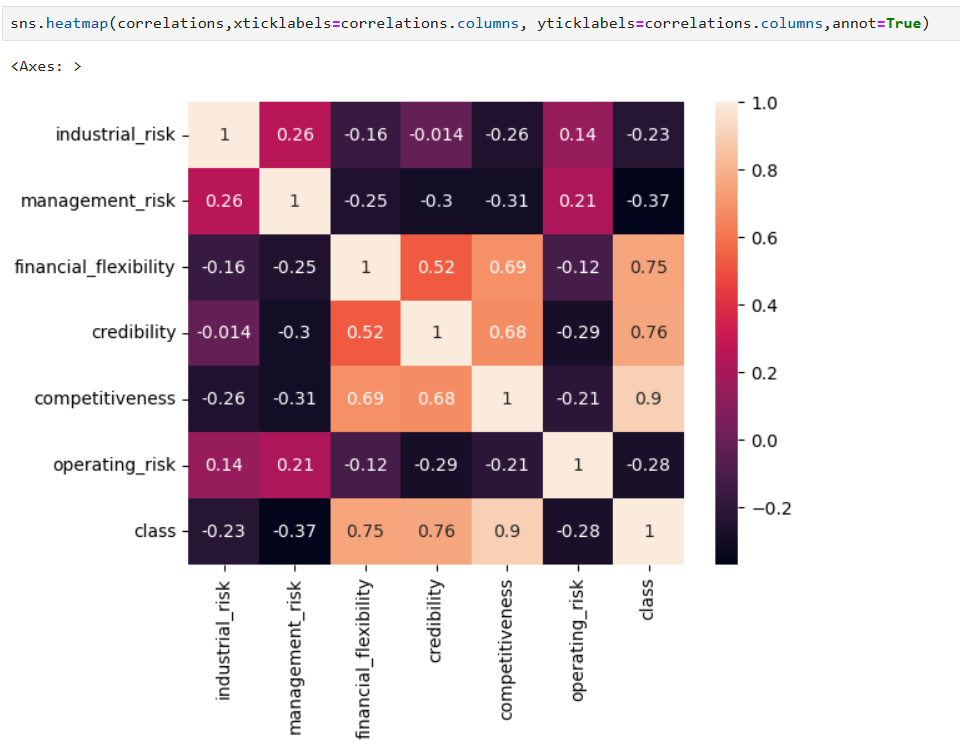 sns.heatmap(correlations,xticklabels=correlations.columns, yticklabels=correlations.columns,annot=True)
<Axes: >
industrial_risk 1 0.26 -0.16 -0.014 -0.26 0.14 -0.23
management_risk 0.26 1 -0.25 -0.3 -0.31 0.21 -0.37
financial_flexibility -0.16 -0.25 1 0.52 0.69 -0.12 0.75
credibility -0.014 -0.3 0.52 1 0.68 -0.29 0.76
competitiveness -0.26 -0.31 0.69 0.68 1 -0.21 0.9
operating_risk 0.14 0.21 -0.12 -0.29 -0.21 1 -0.28
class -0.23 -0.37 0.75 0.76 0.9 -0.28 1
industrial_risk
management_risk
financial_flexibility
credibility
competitiveness
operating_risk
class
1.0
0.8
0.6
0.4
0.2
0.0
−0.2